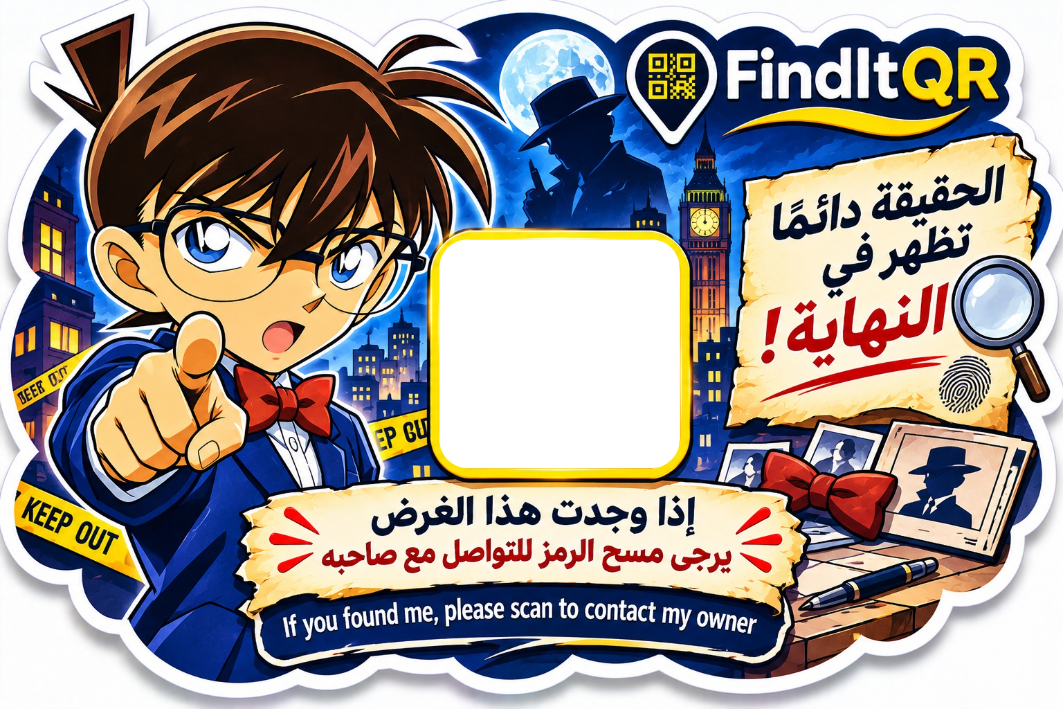 FindItQR
الحقيقة دائمًا
تظهر في
النهاية!
KEEP OUT
إذا وجدت هذا الغرض
يرجى مسح الرمز للتواصل مع صاحبه
If you found me, please scan to contact my owner